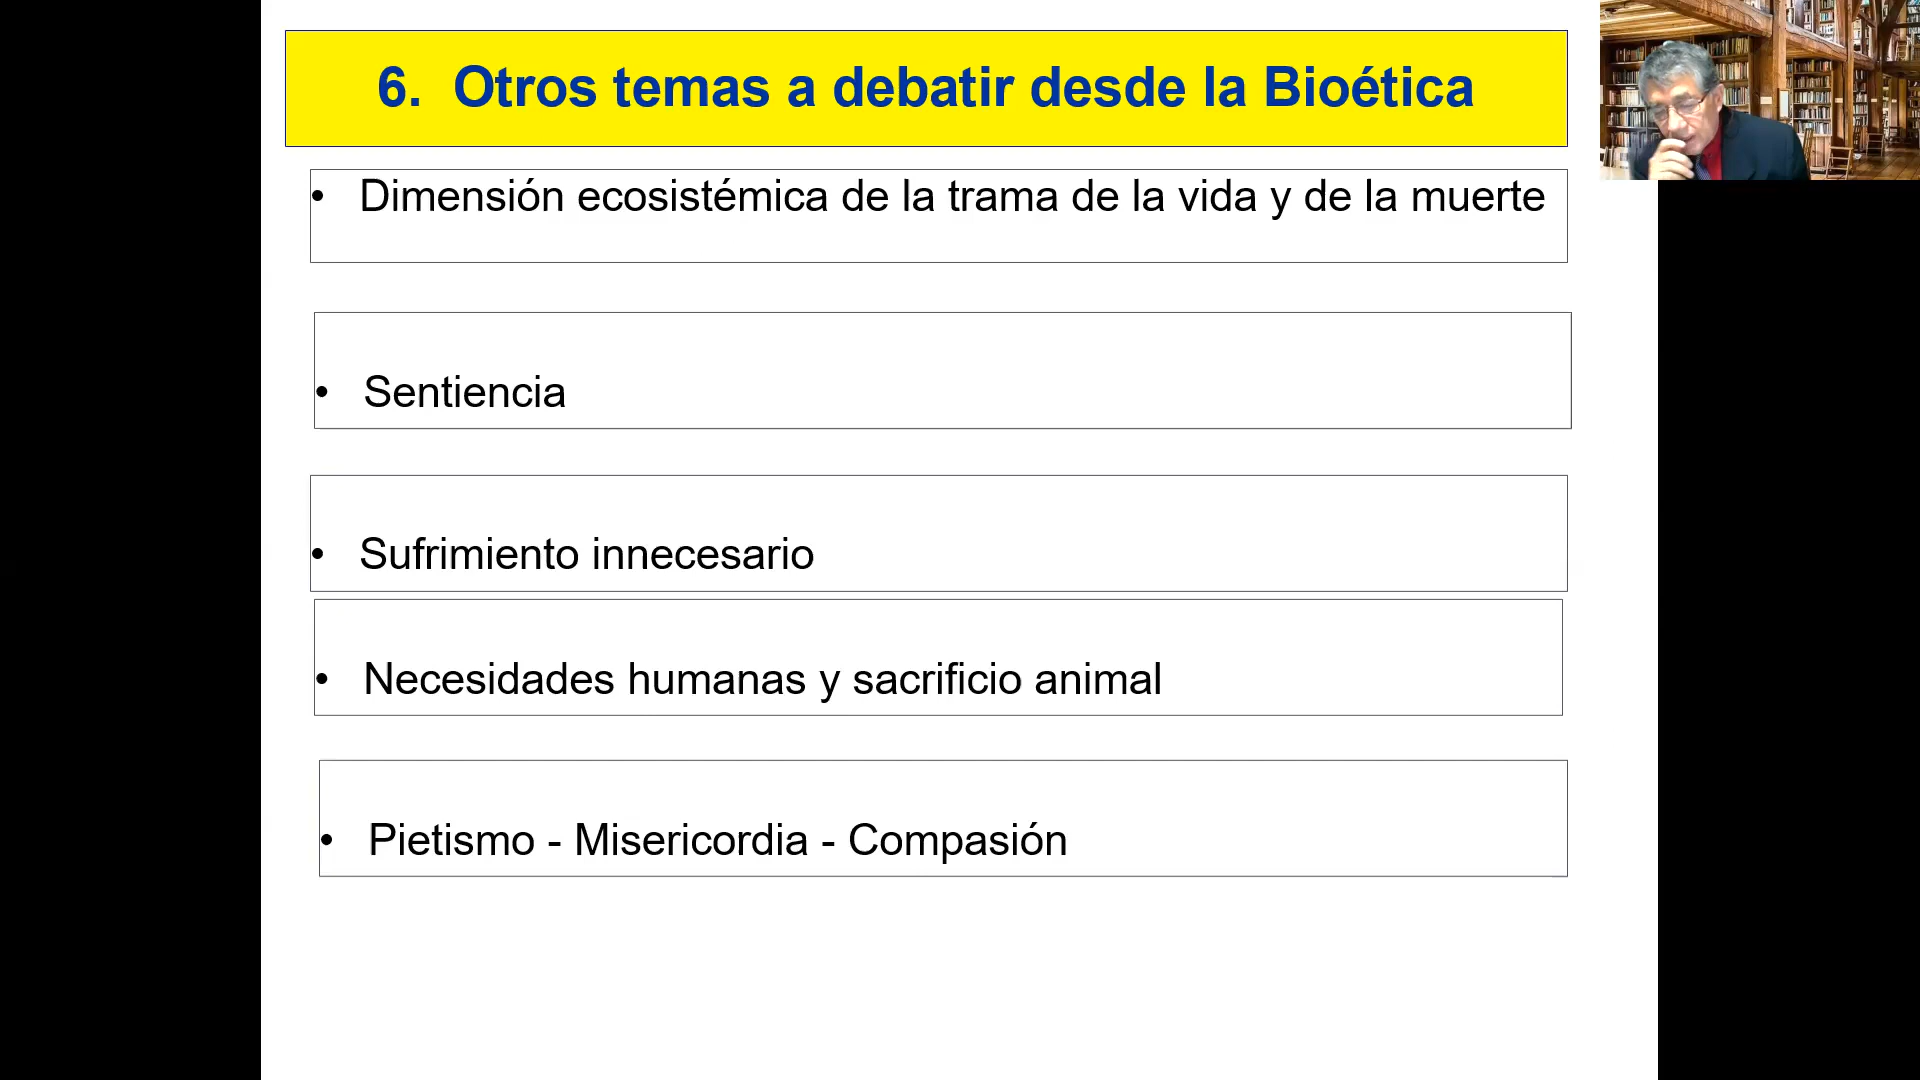 6. Otros temas a debatir desde la Bioética
• Dimensión ecosistémica de la trama de la vida y de la muerte
• Sentiencia
• Sufrimiento innecesario
• Necesidades humanas y sacrificio animal
• Pietismo - Misericordia - Compasión